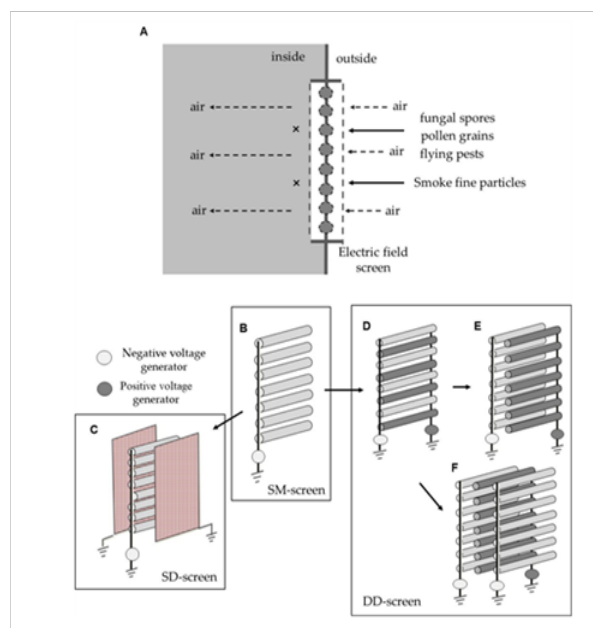 A
inside
outside
air
air
fungal spores
pollen grains
×
air
air
flying pests
×
Smoke fine particles
air
air
Electric field
screen
Negative voltage
generator
Positive voltage
generator
B
SM-screen
C
SD-screen
D
E
F
DD-screen